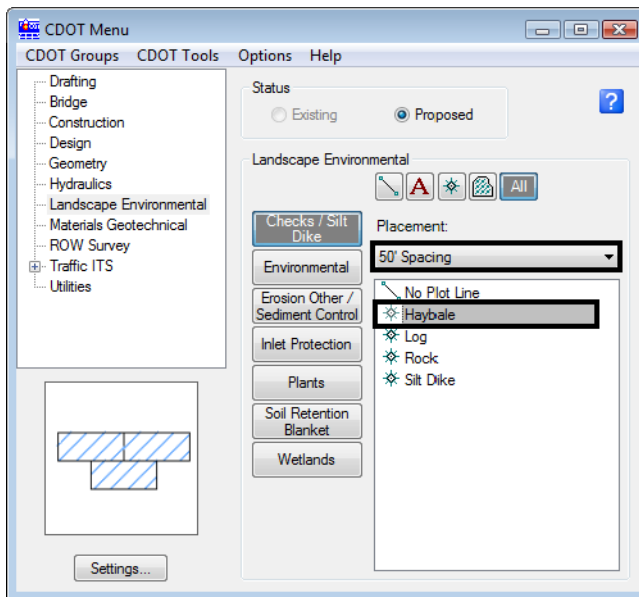 CDOT Menu
CDOT Groups CDOT Tools Options Help
Drafting
Bridge
Construction
Design
Geometry
Hydraulics
Landscape Environmental
Materials Geotechnical
ROW Survey
Traffic ITS
Utilities
Settings...
Status
Existing
Proposed
?
Landscape Environmental
A
All
Checks / Silt
Dike
Environmental
Erosion Other /
Sediment Control
Inlet Protection
Plants
Soil Retention
Blanket
Wetlands
Placement:
50' Spacing
No Plot Line
Haybale
Log
Rock
Silt Dike